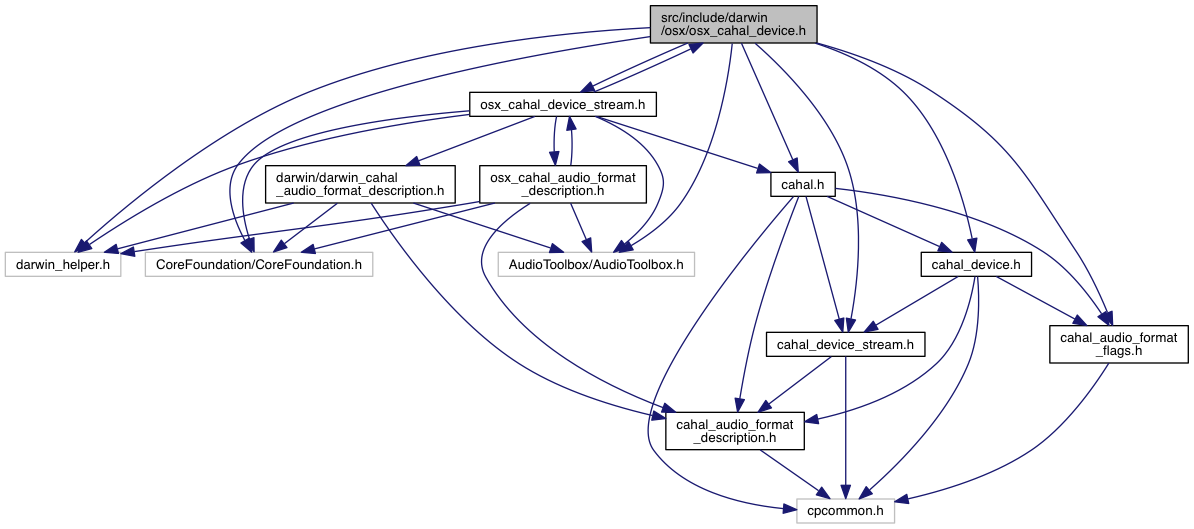 src/include/darwin
/osx/osx_cahal_device.h
osx_cahal_device_stream.h
darwin/darwin_cahal
_audio_format_description.h
osx_cahal_audio_format
_description.h
cahal.h
darwin_helper.h
CoreFoundation/CoreFoundation.h
AudioToolbox/AudioToolbox.h
cahal_device.h
cahal_device_stream.h
cahal_audio_format
_flags.h
cahal_audio_format
_description.h
cpcommon.h